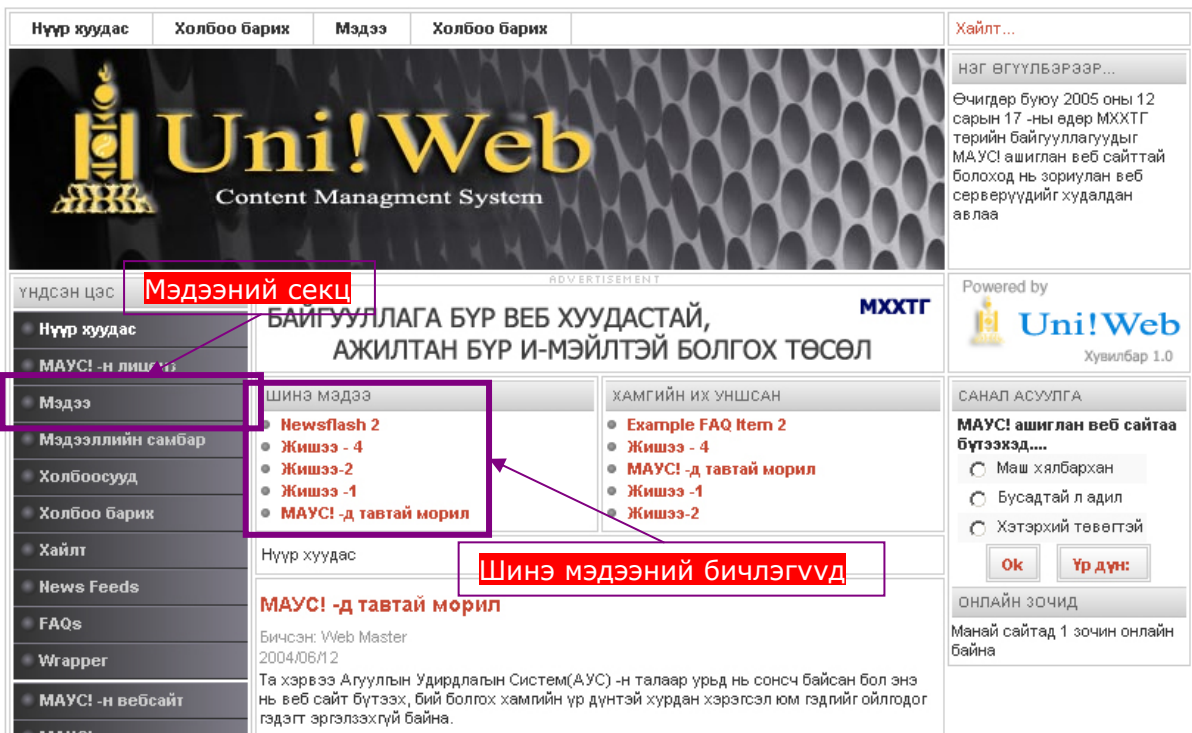 Нүүр хуудас Холбоо барих Мэдээ Холбоо барих
Хайлт...
Uni!Web
Content Managment System
НЭГ ӨГҮҮЛБЭРЭЭР...
Өчигдөр буюу 2005 оны 12
сарын 17 -ны өдөр МХХТГ
төрийн байгууллагуудыг
МАУС! ашиглан веб сайттай
болоход нь зориулан веб
серверүүдийг худалдан
авлаа
ҮНДСЭН ЦЭС
Мэдээний секц
Нүүр хуудас
МАУС! -н лиценз
Мэдээ
Мэдээллийн самбар
Холбоосууд
Холбоо барих
Хайлт
News Feeds
FAQs
Wrapper
МАУС! -н вебсайт
ADVERTISEMENT
БАЙГУУЛЛАГА БҮР ВЕБ ХУУДАСТАЙ,
МХХТГ
АЖИЛТАН БҮР И-МЭЙЛТЭЙ БОЛГОХ ТӨСӨЛ
ШИНЭ МЭДЭЭ
Newsflash 2
Жишээ - 4
Жишээ-2
Жишээ -1
МАУС! -д тавтай морил
ХАМГИЙН ИХ УНШСАН
Example FAQ Item 2
Жишээ - 4
МАУС! -д тавтай морил
Жишээ -1
Жишээ-2
Нүүр хуудас
Шинэ мэдээний бичлэгүүд
МАУС! -д тавтай морил
Бичсэн: Web Master
2004/06/12
Та хэрвээ Агуулгын Удирдлагын Систем(АУС) -н талаар урьд нь сонсч байсан бол энэ
нь веб сайт бүтээх, бий болгох хамгийн үр дүнтэй хурдан хэрэгсэл юм гэдгийг ойлгодог
гэдэгт эргэлзэхгүй байна.
Powered by
Uni!Web
Хувилбар 1.0
САНАЛ АСУУЛГА
МАУС! ашиглан веб сайтаа
бүтээхэд....
Маш хялбархан
Бусадтай л адил
Хэтэрхий төвөгтэй
Ok Үр дүн:
ОНЛАЙН ЗОЧИД
Манай сайтад 1 зочин онлайн
байна